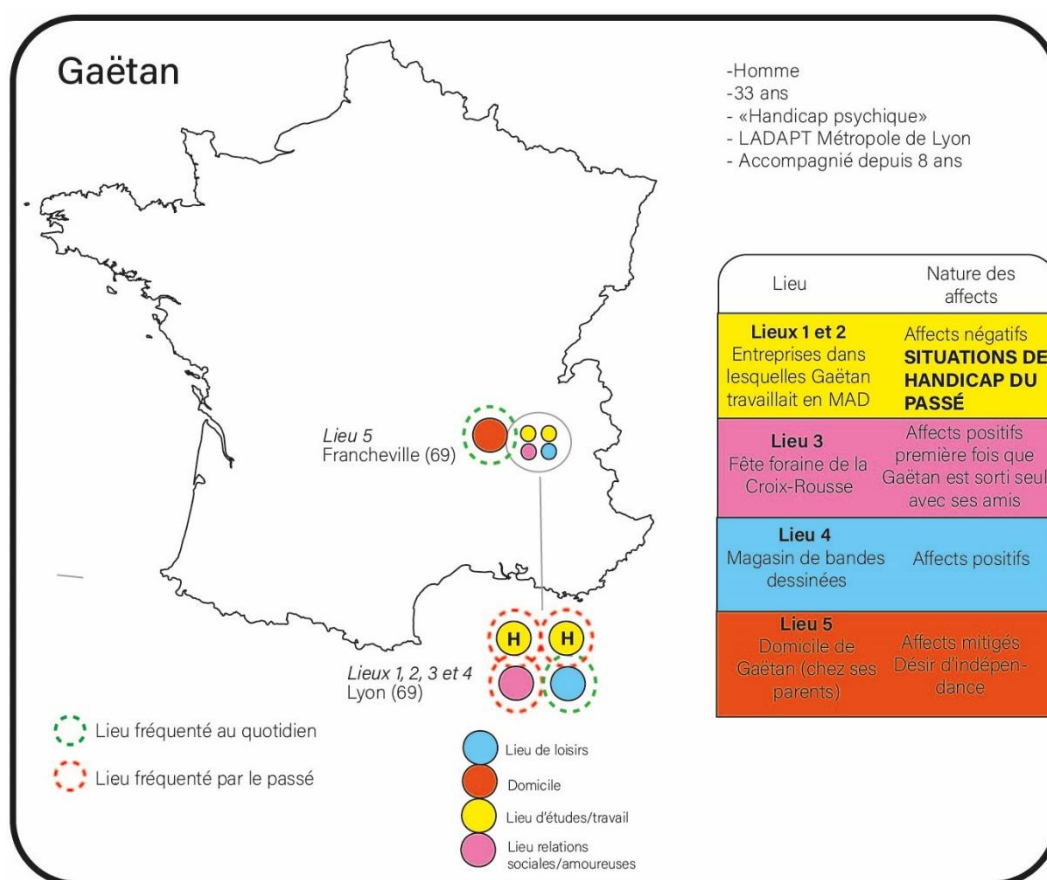 Gaëtan
-Homme
-33 ans
- «Handicap psychique»
- LADAPT Métropole de Lyon
- Accompagnié depuis 8 ans
Lieu
Nature des
affects
Lieux 1 et 2
Entreprises dans
lesquelles Gaëtan
travaillait en MAD
Affects négatifs
SITUATIONS DE
HANDICAP DU
PASSÉ
Lieu 3
Fête foraine de la
Croix-Rousse
Affects positifs
première fois que
Gaëtan est sorti seul
avec ses amis
Lieu 4
Magasin de bandes
dessinées
Affects positifs
Lieu 5
Domicile de
Gaëtan (chez ses
parents)
Affects mitigés
Désir d'indépen-
dance
Lieu 5
Francheville (69)
H H
Lieux 1, 2, 3 et 4
Lyon (69)
Lieu fréquenté au quotidien
Lieu fréquenté par le passé
Lieu de loisirs
Domicile
Lieu d'études/travail
Lieu relations
sociales/amoureuses